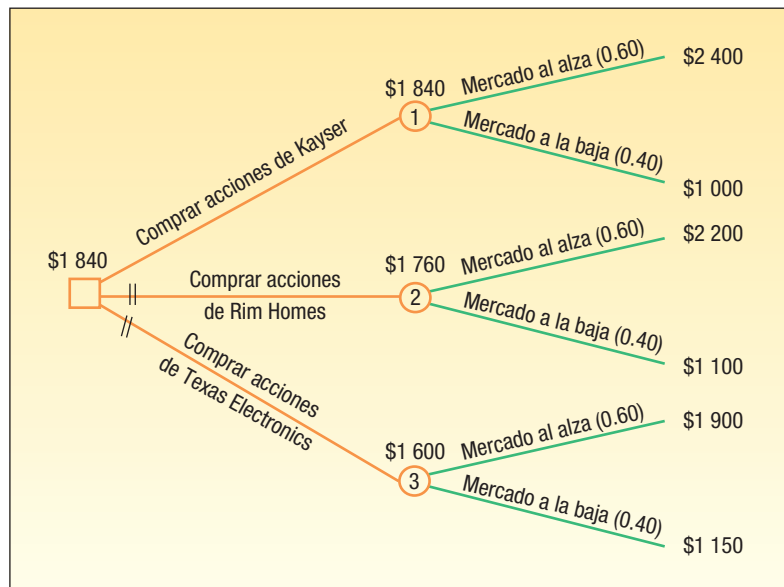 $2 400
Mercado al alza (0.60)
$1 840
1
Mercado a la baja (0.40)
$1 000
Comprar acciones de Kayser
$2 200
Mercado al alza (0.60)
$1 760
2
Mercado a la baja (0.40)
$1 100
$1 840
Comprar acciones
de Rim Homes
Comprar acciones
de Texas Electronics
$1 900
Mercado al alza (0.60)
$1 600
3
Mercado a la baja (0.40)
$1 150